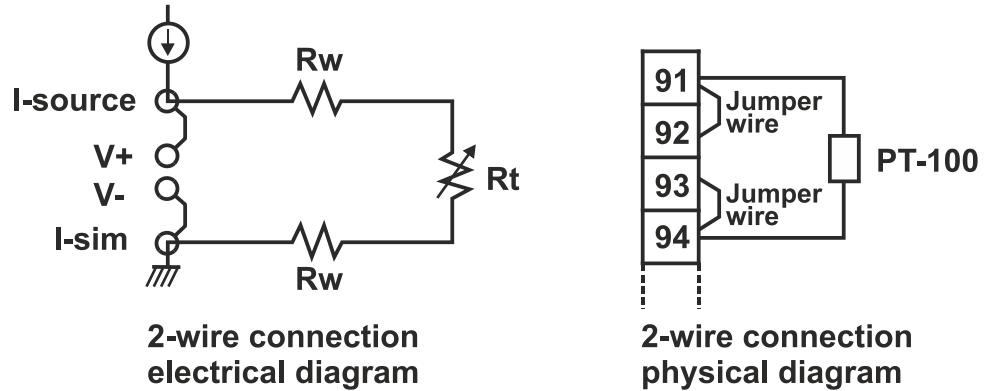 I-source
V+
V-
I-sim
Rw
Rt
Rw
2-wire connection
electrical diagram
91
92
93
94
Jumper
wire
Jumper
wire
PT-100
2-wire connection
physical diagram